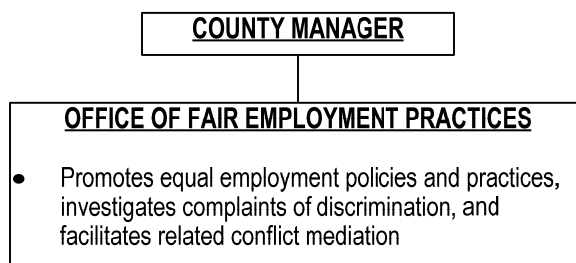 COUNTY MANAGER
OFFICE OF FAIR EMPLOYMENT PRACTICES
● Promotes equal employment policies and practices,
investigates complaints of discrimination, and
facilitates related conflict mediation